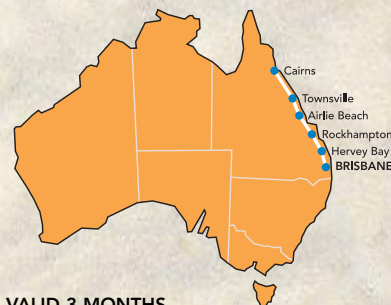 Cairns
Townsville
Airlie Beach
Rockhampton
Hervey Bay
BRISBANE
VALID 3 MONTHS